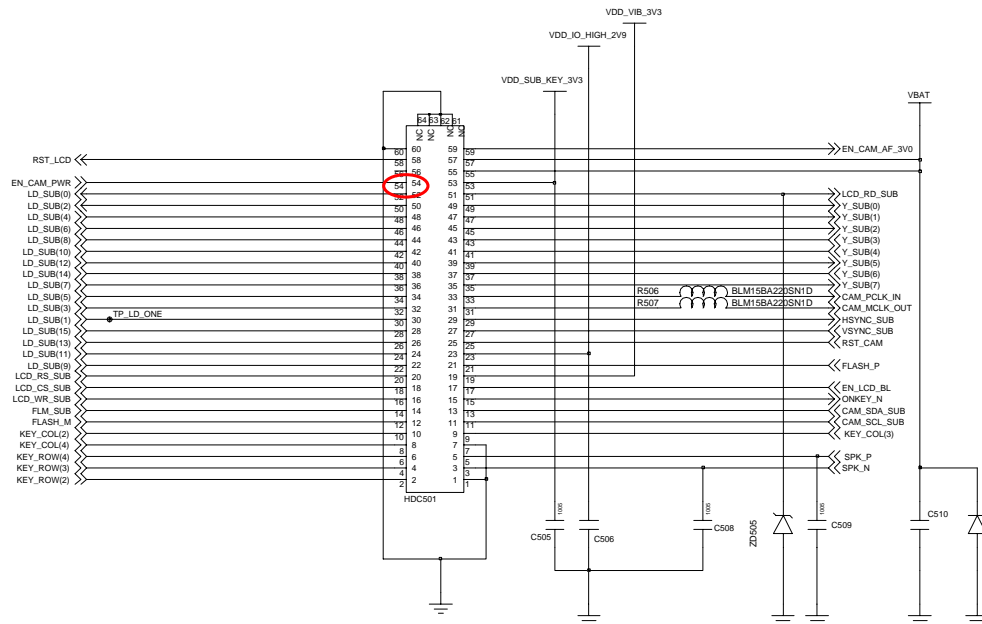 VDD_VIB_3V3
VDD_IO_HIGH_2V9
VDD_SUB_KEY_3V3
VBAT
64 63 62 61
NC NC NC NC
60 60 59 59 EN_CAM_AF_3V0
RST_LCD 58 58 57 57
56 55 55
EN_CAM_PWR 54 54 53 53
LD_SUB(0) 52 51 51 LCD_RD_SUB
LD_SUB(2) 50 50 49 49 Y_SUB(0)
LD_SUB(4) 48 48 47 47 Y_SUB(1)
LD_SUB(6) 46 46 45 45 Y_SUB(2)
LD_SUB(8) 44 44 43 43 Y_SUB(3)
LD_SUB(10) 42 42 41 41 Y_SUB(4)
LD_SUB(12) 40 40 39 39 Y_SUB(5)
LD_SUB(14) 38 38 37 37 Y_SUB(6)
LD_SUB(7) 36 36 35 35 Y_SUB(7)
LD_SUB(5) 34 34 33 33 R506 BLM15BA220SN1D CAM_PCLK_IN
LD_SUB(3) 32 32 31 31 R507 BLM15BA220SN1D CAM_MCLK_OUT
LD_SUB(1) TP_LD_ONE 30 30 29 29 HSYNC_SUB
LD_SUB(15) 28 28 27 27 VSYNC_SUB
LD_SUB(13) 26 26 25 25 RST_CAM
LD_SUB(11) 24 24 23 23
LD_SUB(9) 22 22 21 21 FLASH_P
LCD_RS_SUB 20 20 19 19
LCD_CS_SUB 18 18 17 17 EN_LCD_BL
LCD_WR_SUB 16 16 15 15 ONKEY_N
FLM_SUB 14 14 13 13 CAM_SDA_SUB
FLASH_M 12 12 11 11 CAM_SCL_SUB
KEY_COL(2) 10 10 9 9 KEY_COL(3)
KEY_COL(4) 8 8 7 7
KEY_ROW(4) 6 6 5 5 SPK_P
KEY_ROW(3) 4 4 3 3 SPK_N
KEY_ROW(2) 2 2 1 1
HDC501
1005 1005 1005
C505 C506 C508 ZD505 C509 C510